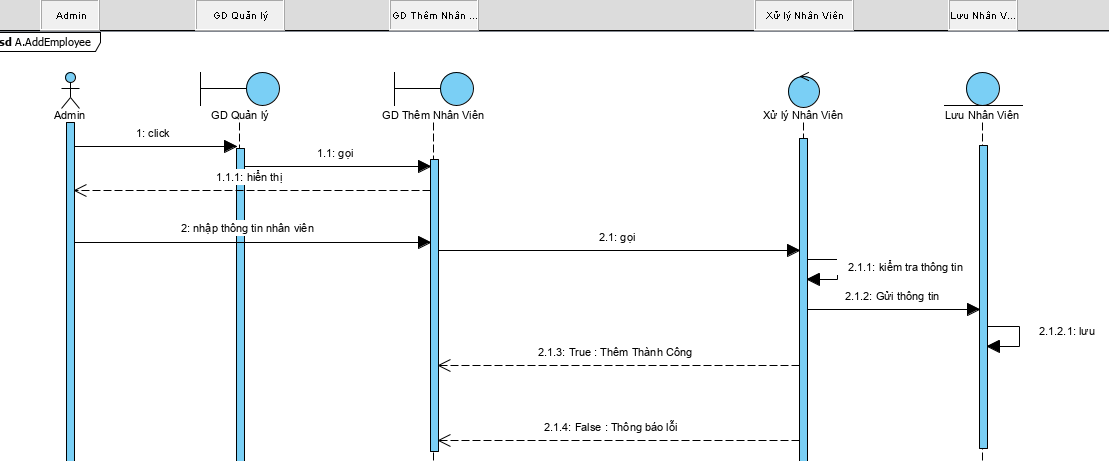 Admin
GD Quản lý
GD Thêm Nhân ...
Xử lý Nhân Viên
Lưu Nhân V...
sd A.AddEmployee
Admin
GD Quản lý
GD Thêm Nhân Viên
Xử lý Nhân Viên
Lưu Nhân Viên
1: click
1.1: gọi
1.1.1: hiển thị
2: nhập thông tin nhân viên
2.1: gọi
2.1.1: kiểm tra thông tin
2.1.2: Gửi thông tin
2.1.2.1: lưu
2.1.3: True : Thêm Thành Công
2.1.4: False : Thông báo lỗi